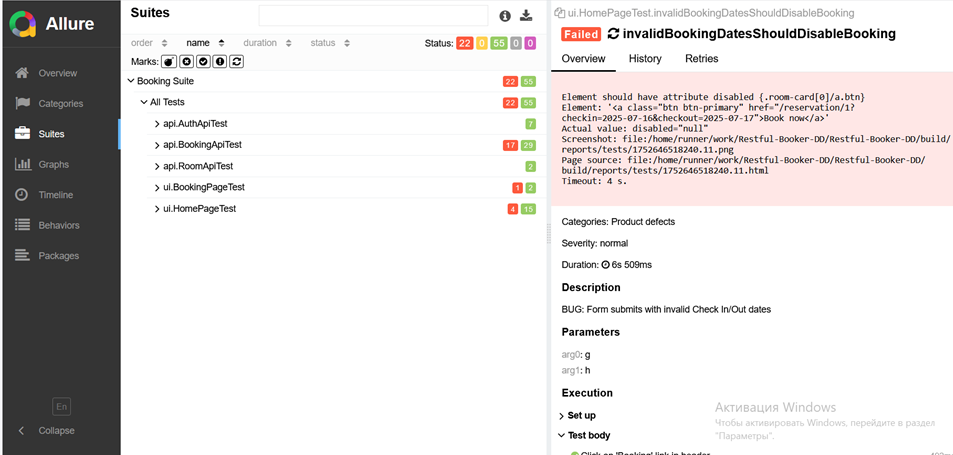 Allure
Overview
Categories
Suites
Graphs
Timeline
Behaviors
Packages
En
Collapse
Suites
order name duration status Status: 22 0 55 0 0
Marks:
Booking Suite 22 55
All Tests 22 55
api.AuthApiTest 7
api.BookingApiTest 17 29
api.RoomApiTest 2
ui.BookingPageTest 1 2
ui.HomePageTest 4 15
ui.HomePageTest.invalidBookingDatesShouldDisableBooking
Failed invalidBookingDatesShouldDisableBooking
Overview History Retries
Element should have attribute disabled {.room-card[0]/a.btn}
Element: '<a class="btn btn-primary" href="/reservation/1?
checkin=2025-07-16&checkout=2025-07-17">Book now</a>'
Actual value: disabled="null"
Screenshot: file:/home/runner/work/Restful-Booker-DD/Restful-Booker-DD/build/
reports/tests/1752646518240.11.png
Page source: file:/home/runner/work/Restful-Booker-DD/Restful-Booker-DD/
build/reports/tests/1752646518240.11.html
Timeout: 4 s.
Categories: Product defects
Severity: normal
Duration: 6s 509ms
Description
BUG: Form submits with invalid Check In/Out dates
Parameters
arg0: g
arg1: h
Execution
Set up
Test body
Активация Windows
Чтобы активировать Windows, перейдите в раздел
"Параметры".
Click on 'Booking' link in header